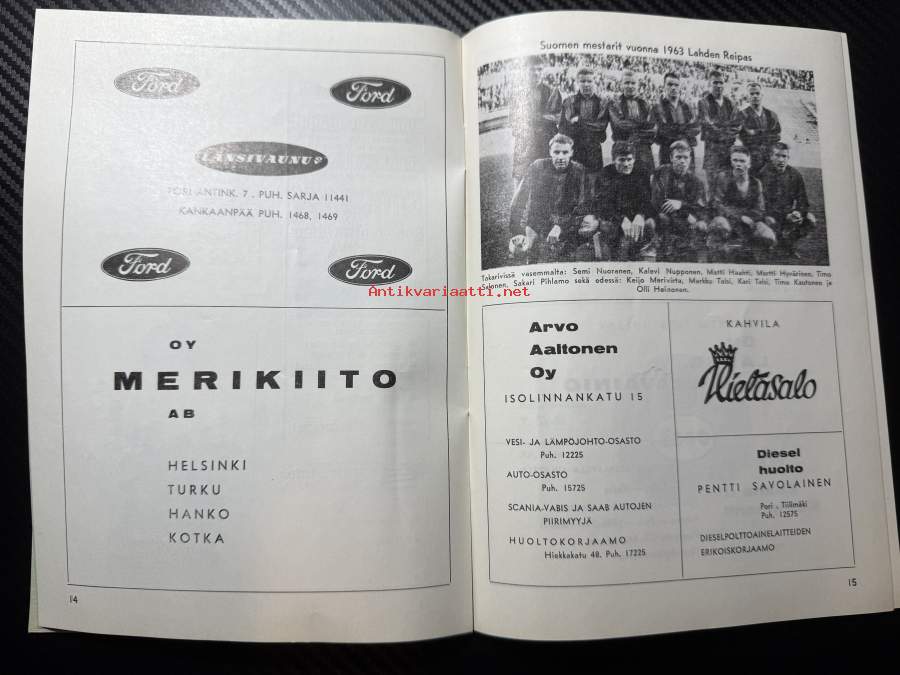 Ford
Ford
LÄNSIVAUNU
PORI ANTINK. 7 . PUH. SARJA 11441
KANKAANPÄÄ PUH. 1468, 1469
Ford
Ford
OY
MERIKIITO
AB
HELSINKI
TURKU
HANKO
KOTKA
14
Suomen mestarit vuonna 1963 Lahden Reipas
Takarivissä vasemmalta: Semi Nuoranen, Kalevi Nupponen, Matti Haahti, Martti Hyvärinen, Timo
Salonen, Sakari Pihlamo sekä edessä: Keijo Merivirta, Markku Talsi, Kari Talsi, Timo Kautonen ja
Olli Heinonen.
Antikvariaatti.net
Arvo
Aaltonen
Oy
ISOLINNANKATU 15
VESI- JA LÄMPÖJOHTO-OSASTO
Puh. 12225
AUTO-OSASTO
Puh. 15725
SCANIA-VABIS JA SAAB AUTOJEN
PIIRIMYYJÄ
HUOLTOKORJAAMO
Hiekkakatu 48. Puh. 17225
KAHVILA
Kietasalo
Diesel
huolto
PENTTI SAVOLAINEN
Pori . Tiilimäki
Puh. 12575
DIESELPOLTTOAINELAITTEIDEN
ERIKOISKORJAAMO
15